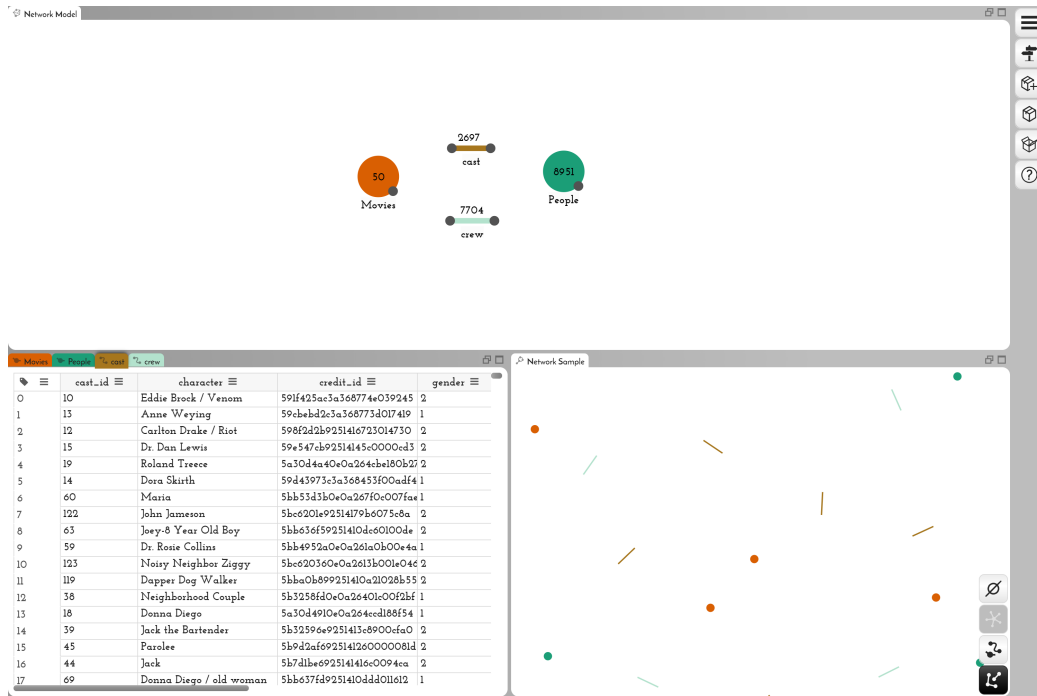 Network Model
2697
cast
50
Movies
8951
People
7704
crew
Movies People cast crew
cast_id character credit_id gender
0 10 Eddie Brock / Venom 591f425ac3a368774e039245 2
1 13 Anne Weying 59cbebd2c3a368773d017419 1
2 12 Carlton Drake / Riot 598f2d2b9251416723014730 2
3 15 Dr. Dan Lewis 59e547cb92514145c0000cd3 2
4 19 Roland Treece 5a30d4a40e0a264cbe180b27 2
5 14 Dora Skirth 59d43973c3a368453f00adf4 1
6 60 Maria 5bb53d3b0e0a267f0c007fae 1
7 122 John Jameson 5bc6201e92514179b6075c8a 2
8 63 Joey-8 Year Old Boy 5bb636f59251410dc60100de 2
9 59 Dr. Rosie Collins 5bb4952a0e0a261a0b00e4a 1
10 123 Noisy Neighbor Ziggy 5bc620360e0a2613b001e046 2
11 119 Dapper Dog Walker 5bba0b899251410a21028b55 2
12 38 Neighborhood Couple 5b3258fd0e0a26401c00f2bf 1
13 18 Donna Diego 5a30d4910e0a264ccd188f54 1
14 39 Jack the Bartender 5b32596e9251413c8900cfa0 2
15 45 Parolee 5b9d2af6925141260000081d 2
16 44 Jack 5b7d1be6925141416c0094ca 2
17 69 Donna Diego / old woman 5bb637fd9251410ddd011612 1
Network Sample